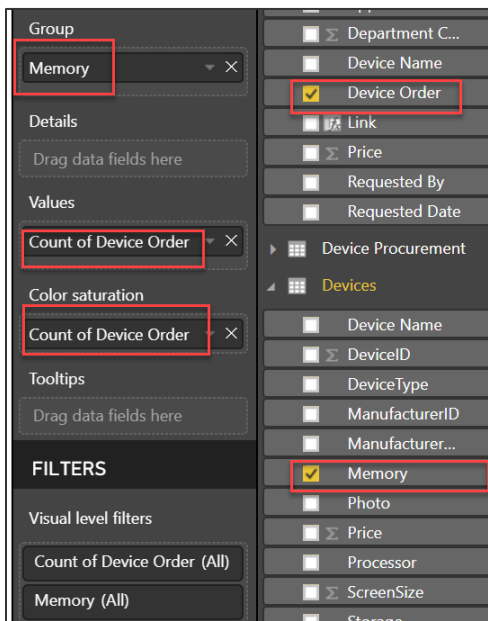 Group
Memory
Details
Drag data fields here
Values
Count of Device Order
Color saturation
Count of Device Order
Tooltips
Drag data fields here
FILTERS
Visual level filters
Count of Device Order (All)
Memory (All)
Department C...
Device Name
Device Order
Link
Price
Requested By
Requested Date
Device Procurement
Devices
Device Name
DeviceID
DeviceType
ManufacturerID
Manufacturer...
Memory
Photo
Price
Processor
ScreenSize
Storage